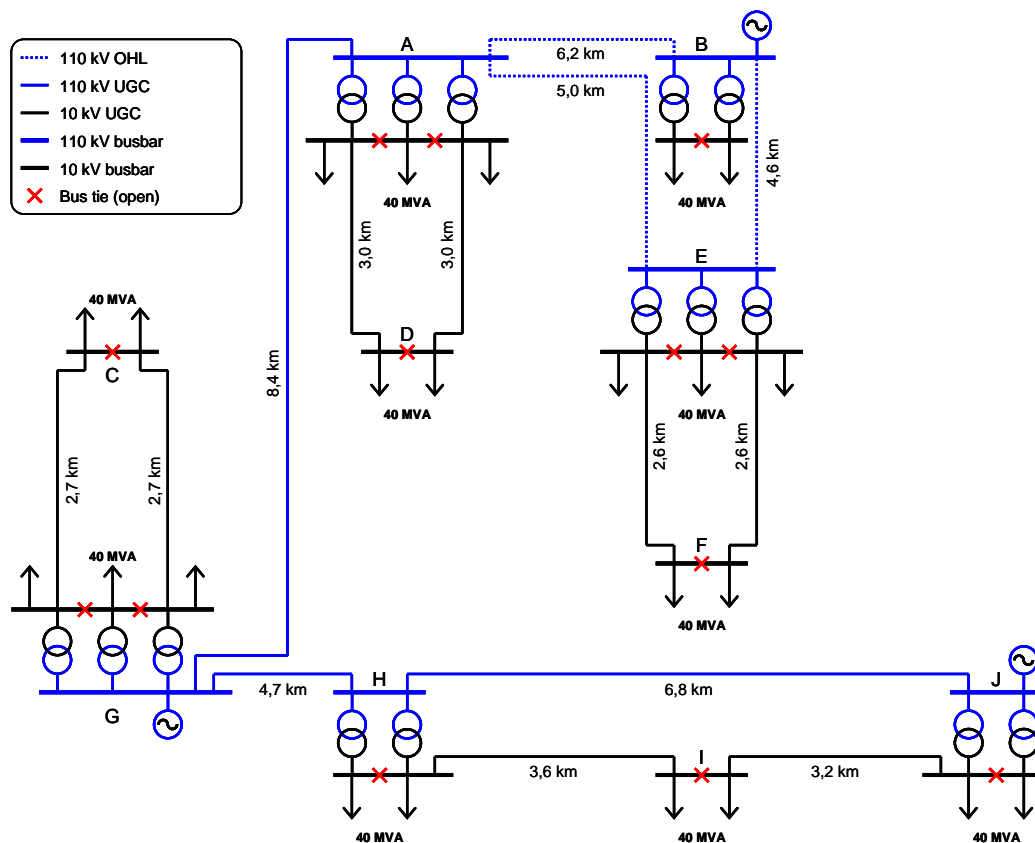 110 kV OHL
110 kV UGC
10 kV UGC
110 kV busbar
10 kV busbar
Bus tie (open)
A
B
6,2 km
5,0 km
4,6 km
40 MVA
40 MVA
3,0 km
3,0 km
E
40 MVA
C
8,4 km
D
40 MVA
40 MVA
2,7 km
2,7 km
2,6 km
2,6 km
F
40 MVA
40 MVA
G
4,7 km
H
6,8 km
J
I
3,6 km
3,2 km
40 MVA
40 MVA
40 MVA